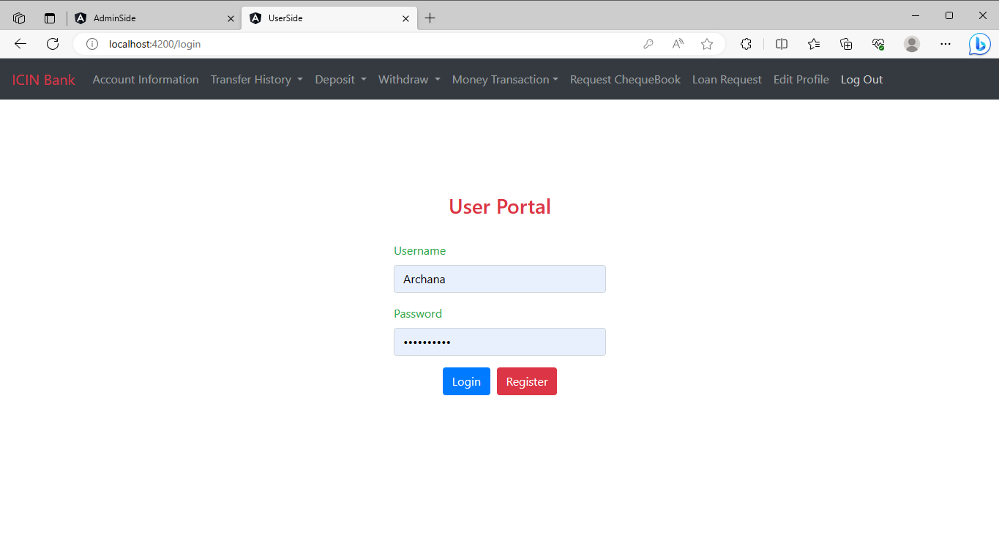 AdminSide
UserSide
localhost:4200/login
ICIN Bank Account Information Transfer History Deposit Withdraw Money Transaction Request ChequeBook Loan Request Edit Profile Log Out
User Portal
Username
Archana
Password
••••••••••
Login Register